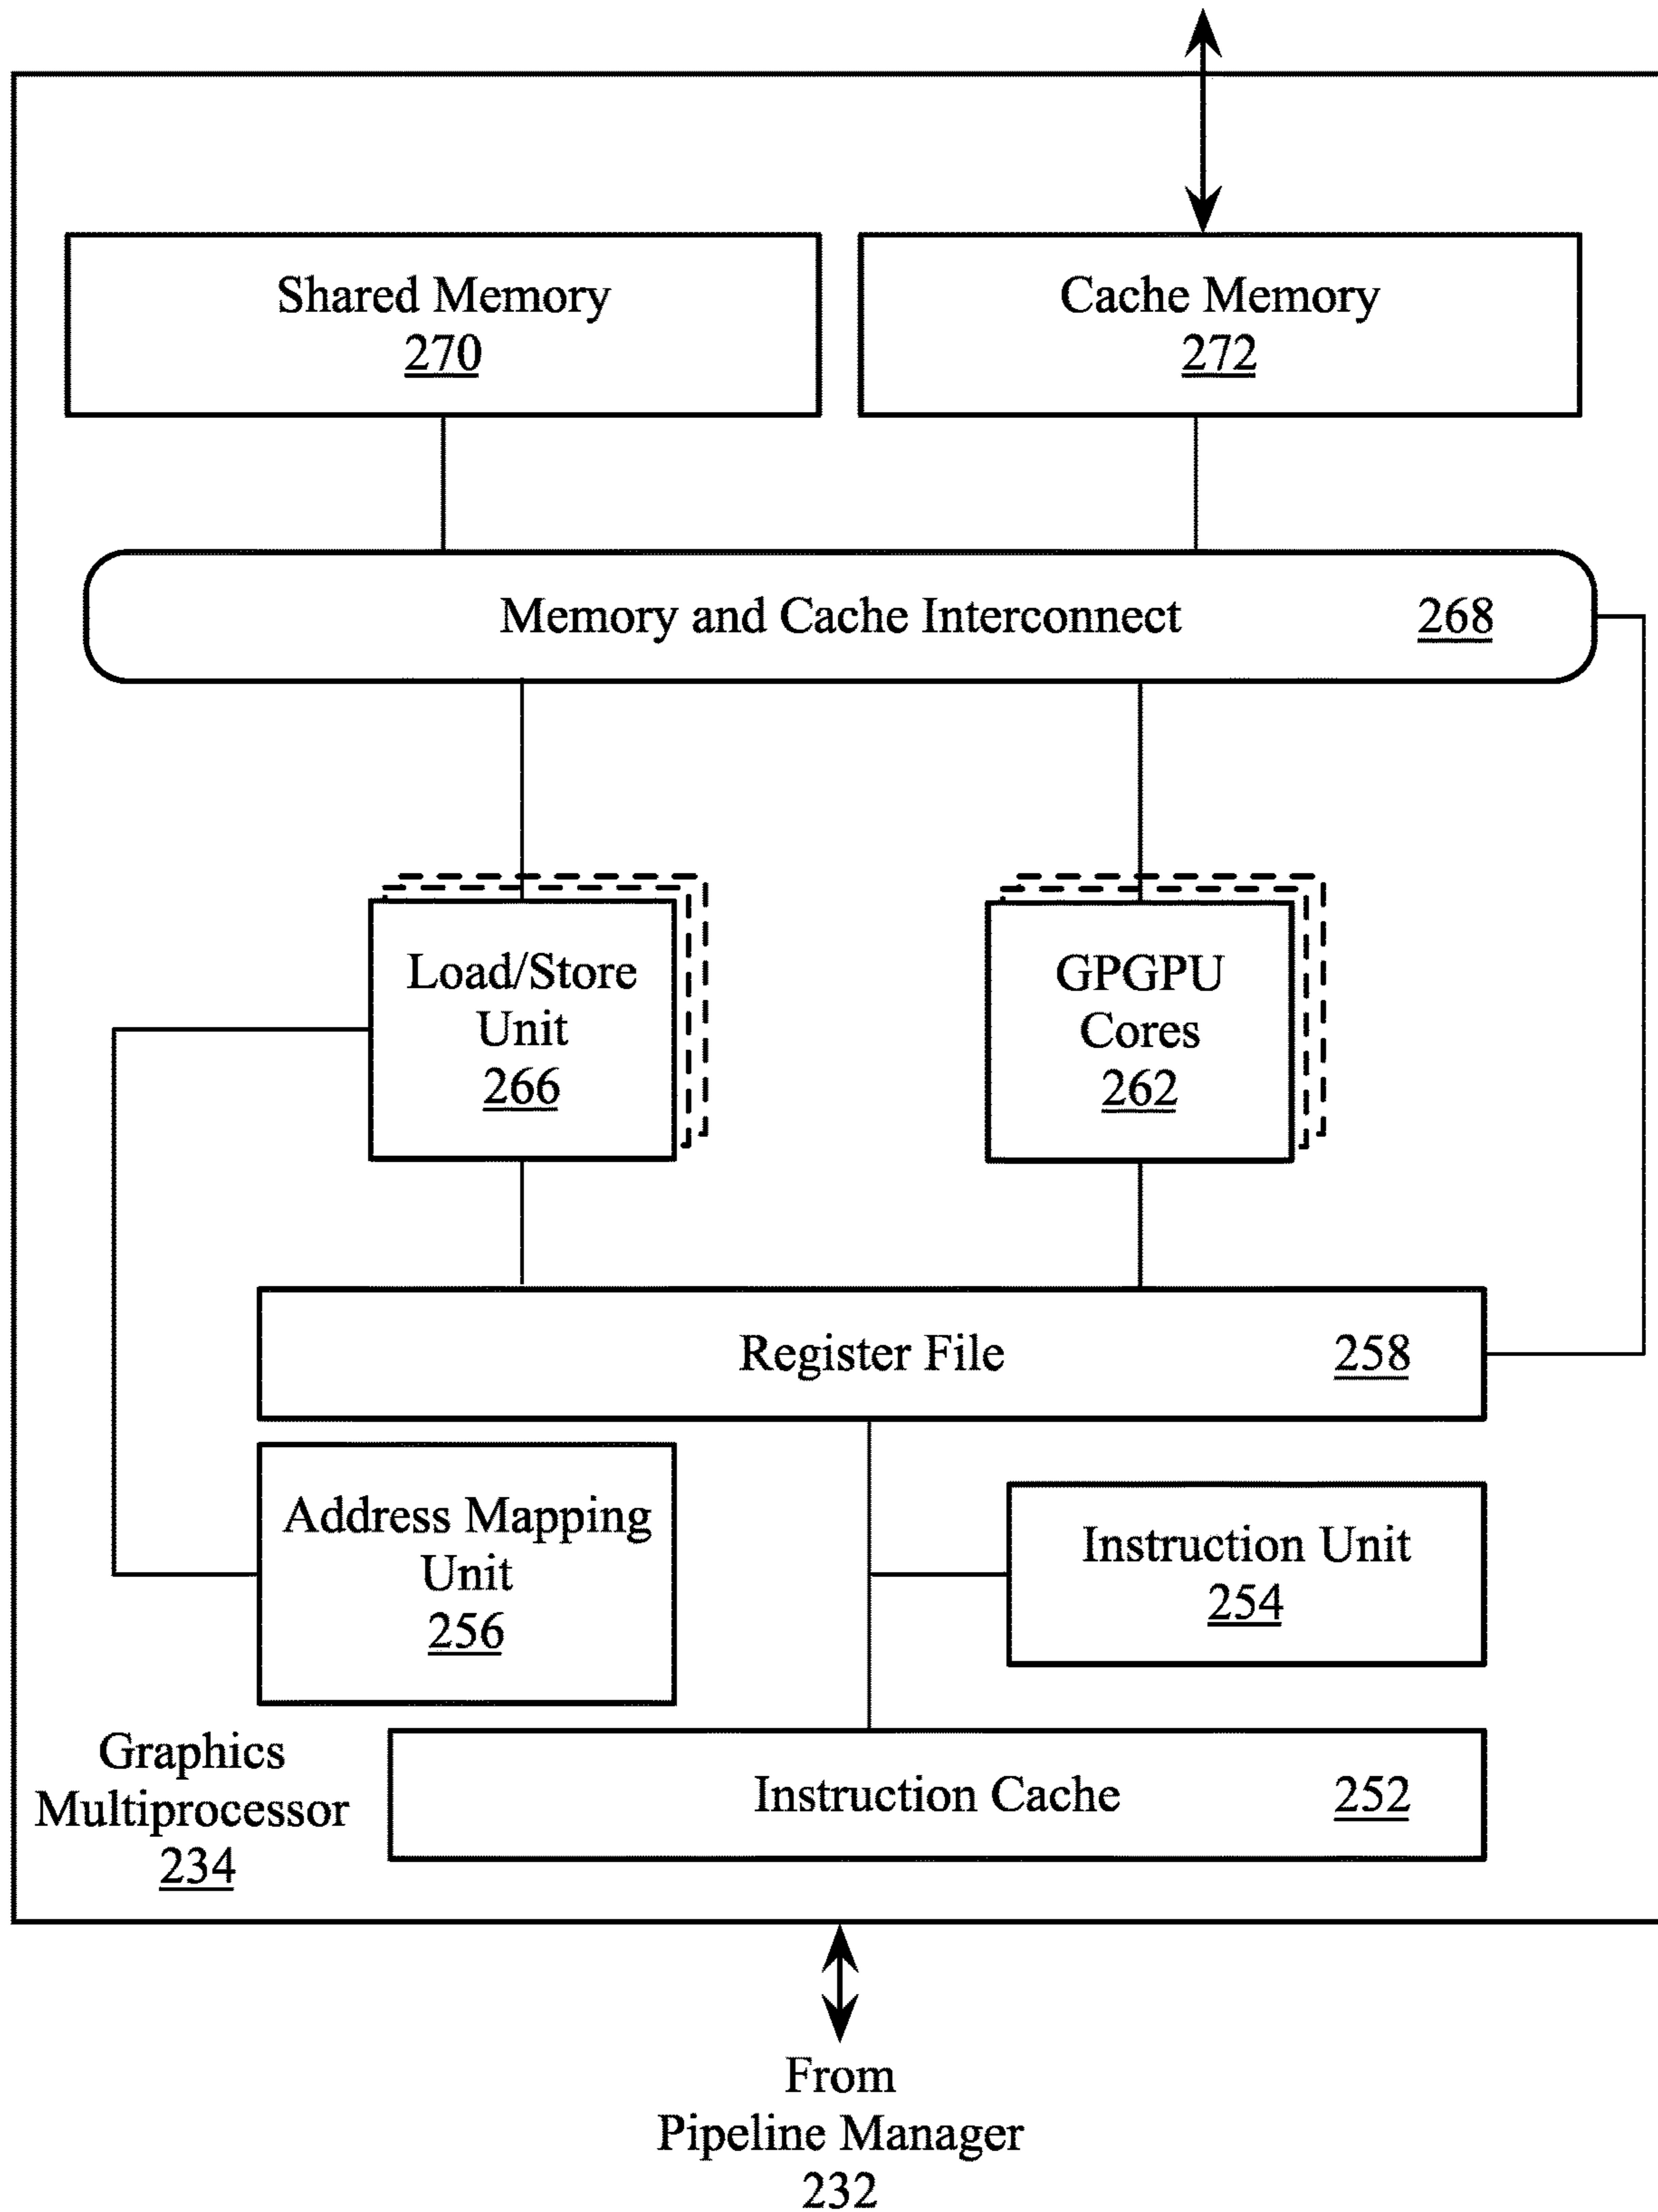 Shared Memory
270
Cache Memory
272
Memory and Cache Interconnect 268
Load/Store
Unit
266
GPGPU
Cores
262
Register File 258
Address Mapping
Unit
256
Instruction Unit
254
Graphics
Multiprocessor
234
Instruction Cache 252
From
Pipeline Manager
232